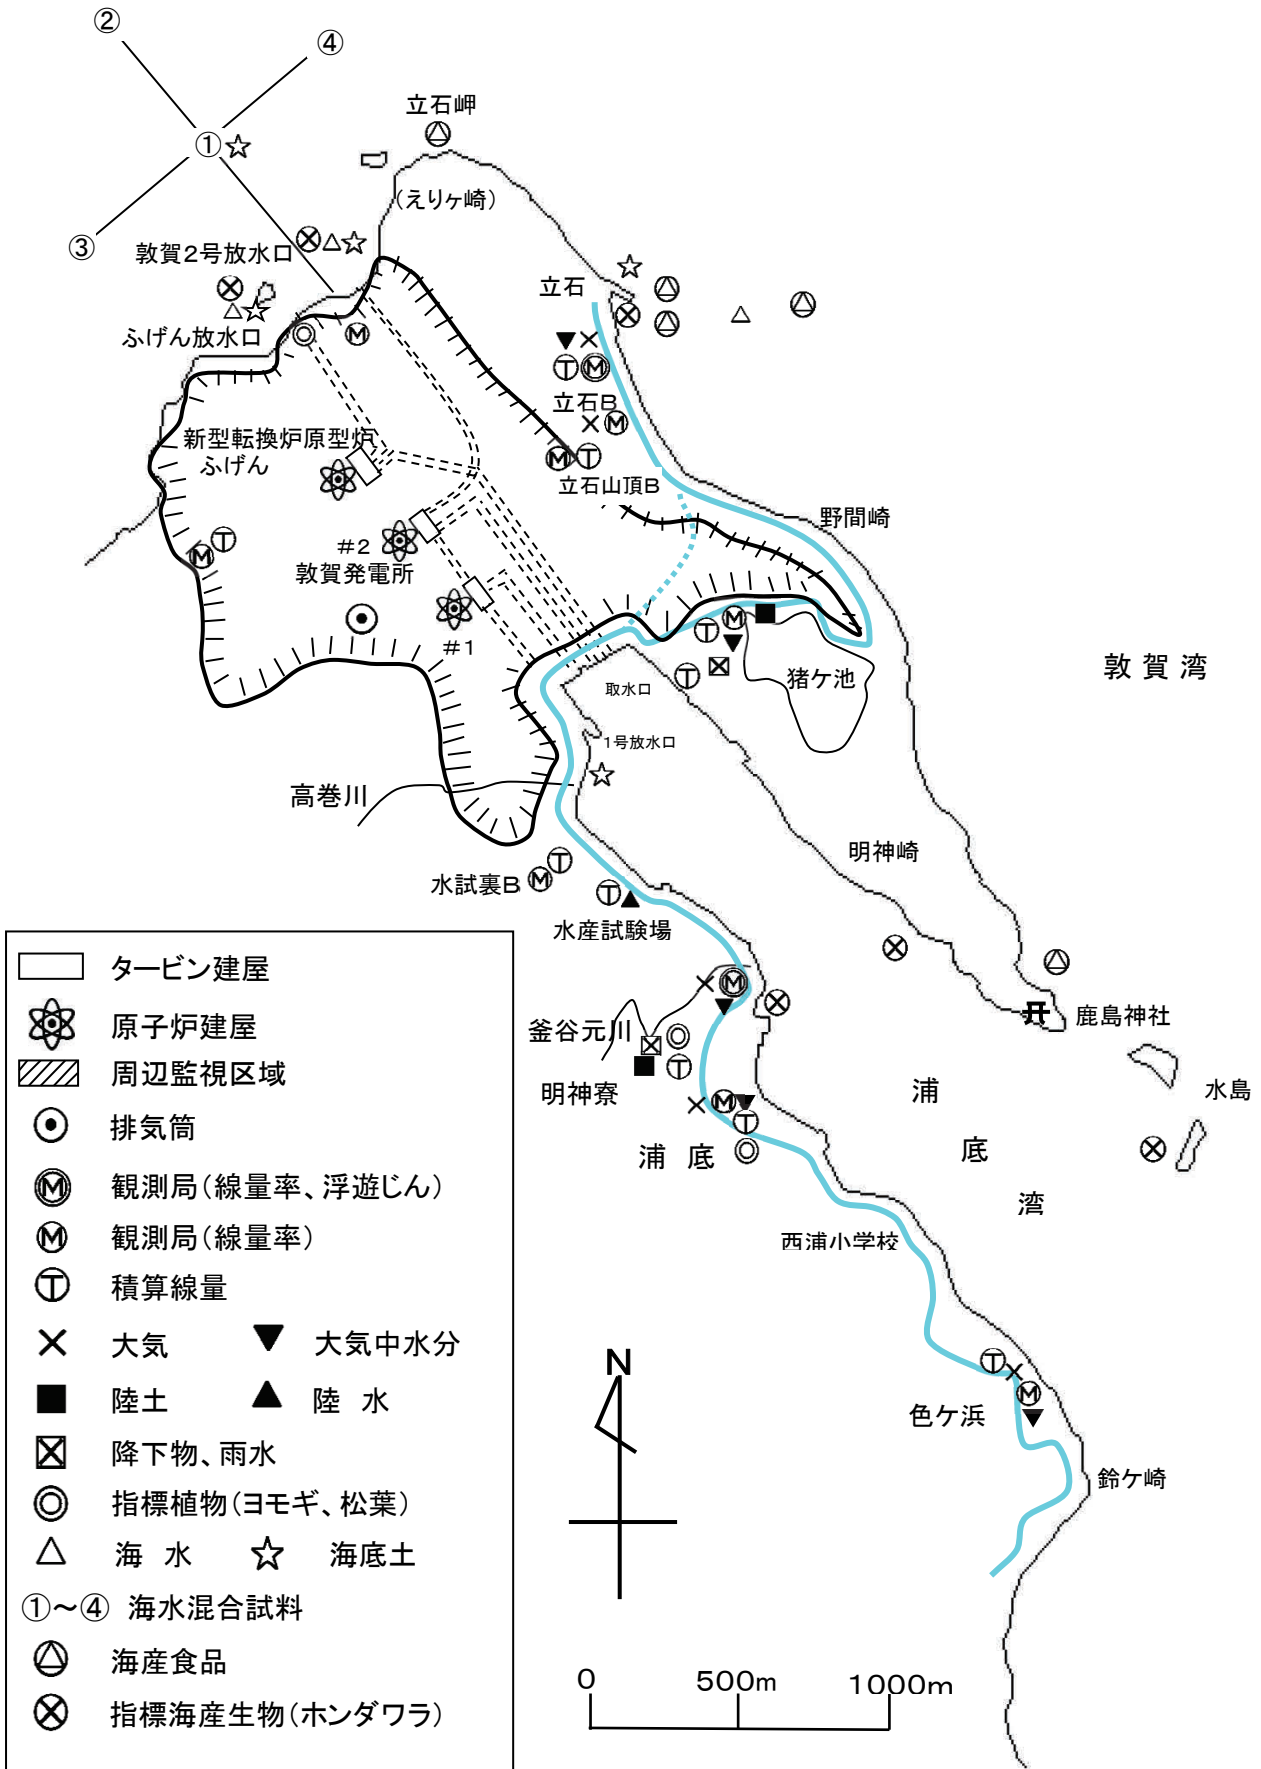 ②
④
立石岬
①
(えりヶ崎)
③
敦賀2号放水口
立石
ふげん放水口
M
T M
立石B
M
新型転換炉原型炉
ふげん
M T
立石山頂B
野間崎
T
M
#2
敦賀発電所
#1
M
T
T
猪ケ池
敦賀湾
取水口
1号放水口
高巻川
明神崎
T
水試裏B M
T
水産試験場
M
鹿島神社
釜谷元川
T
明神寮
M
T
浦底
浦底湾
水島
西浦小学校
T
M
色ケ浜
鈴ケ崎
N
0 500m 1000m
タービン建屋
原子炉建屋
周辺監視区域
排気筒
M 観測局(線量率、浮遊じん)
M 観測局(線量率)
T 積算線量
大気 大気中水分
陸土 陸水
降下物、雨水
指標植物(ヨモギ、松葉)
海水 海底土
①～④ 海水混合試料
海産食品
指標海産生物(ホンダワラ)